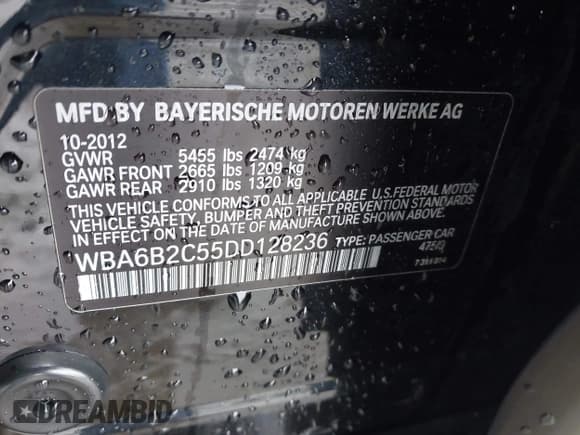 MFD BY BAYERISCHE MOTOREN WERKE AG
10-2012
GVWR 5455 lbs 2474 kg
GAWR FRONT 2665 lbs 1209 kg
GAWR REAR 2910 lbs 1320 kg
THIS VEHICLE CONFORMS TO ALL APPLICABLE U.S.FEDERAL MOTOR
VEHICLE SAFETY, BUMPER AND THEFT PREVENTION STANDARDS
IN EFFECT ON THE DATE OF MANUFACTURE SHOWN ABOVE.
WBA6B2C55DD128236 TYPE: PASSENGER CAR
DREAMBID